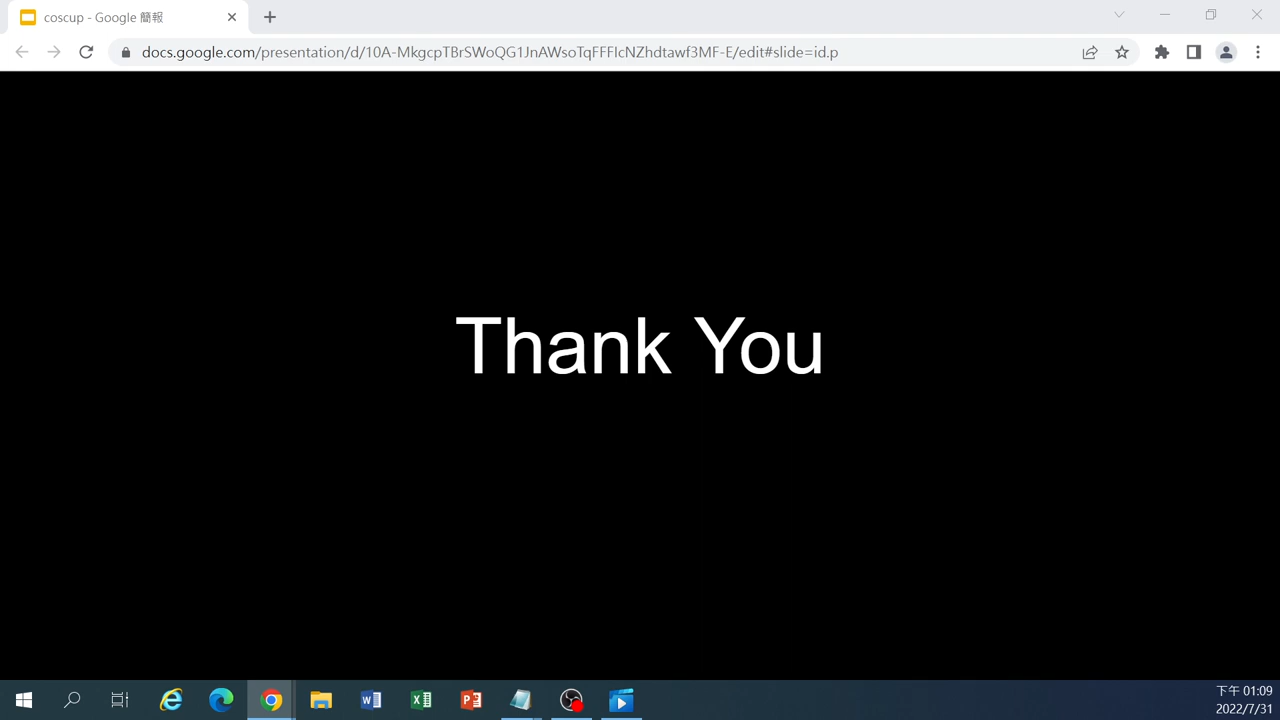 coscup - Google 簡報
docs.google.com/presentation/d/10A-MkgcpTBrSWoQG1JnAWsoTqFFFIcNZhdtawf3MF-E/edit#slide=id.p
Thank You
下午 01:09
2022/7/31